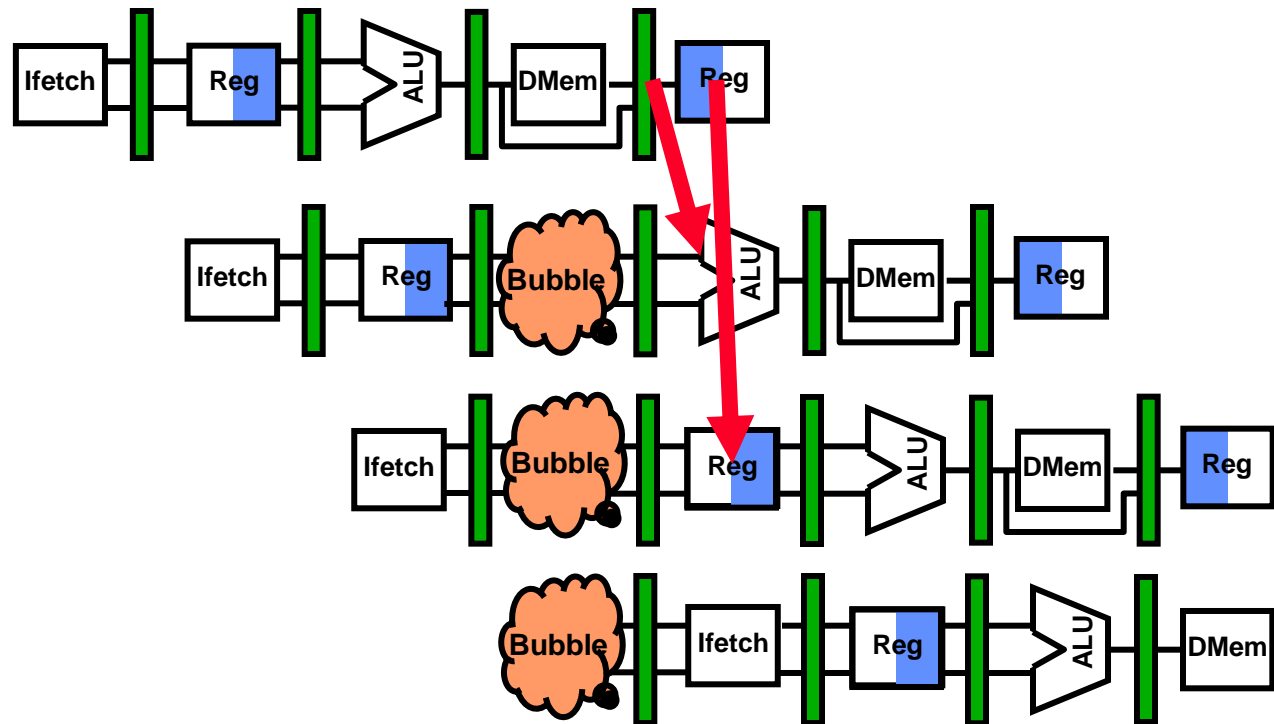 Ifetch
Reg
ALU
DMem
Reg
Ifetch
Reg
Bubble
ALU
DMem
Reg
Ifetch
Bubble
Reg
ALU
DMem
Reg
Bubble
Ifetch
Reg
ALU
DMem